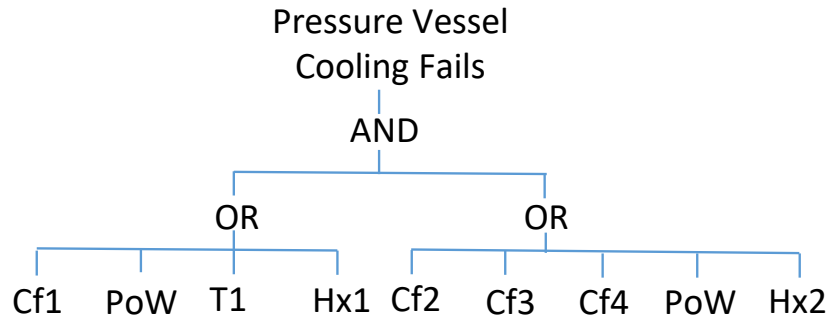 Pressure Vessel
Cooling Fails
AND
OR OR
Cf1 PoW T1 Hx1 Cf2 Cf3 Cf4 PoW Hx2